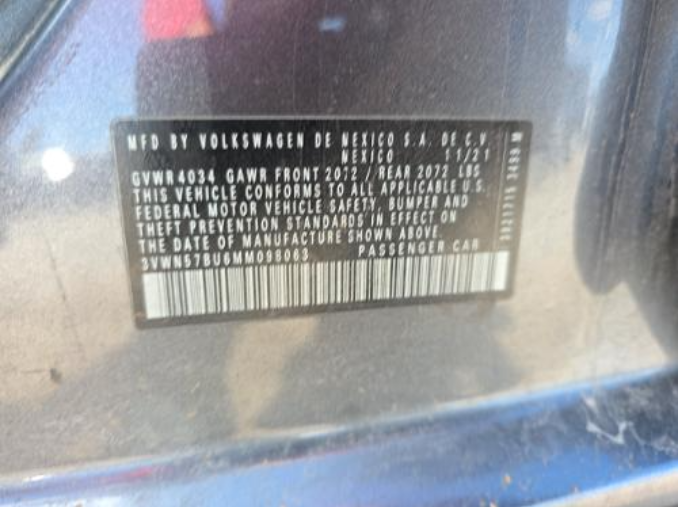 MFD BY VOLKSWAGEN DE MEXICO S.A. DE C.V.
MEXICO 11/21
GVWR 4034 GAWR FRONT 2072 / REAR 2072 LBS
THIS VEHICLE CONFORMS TO ALL APPLICABLE U.S.
FEDERAL MOTOR VEHICLE SAFETY, BUMPER AND
THEFT PREVENTION STANDARDS IN EFFECT ON
THE DATE OF MANUFACTURE SHOWN ABOVE.
3VWN57BU6MM098063 PASSENGER CAR